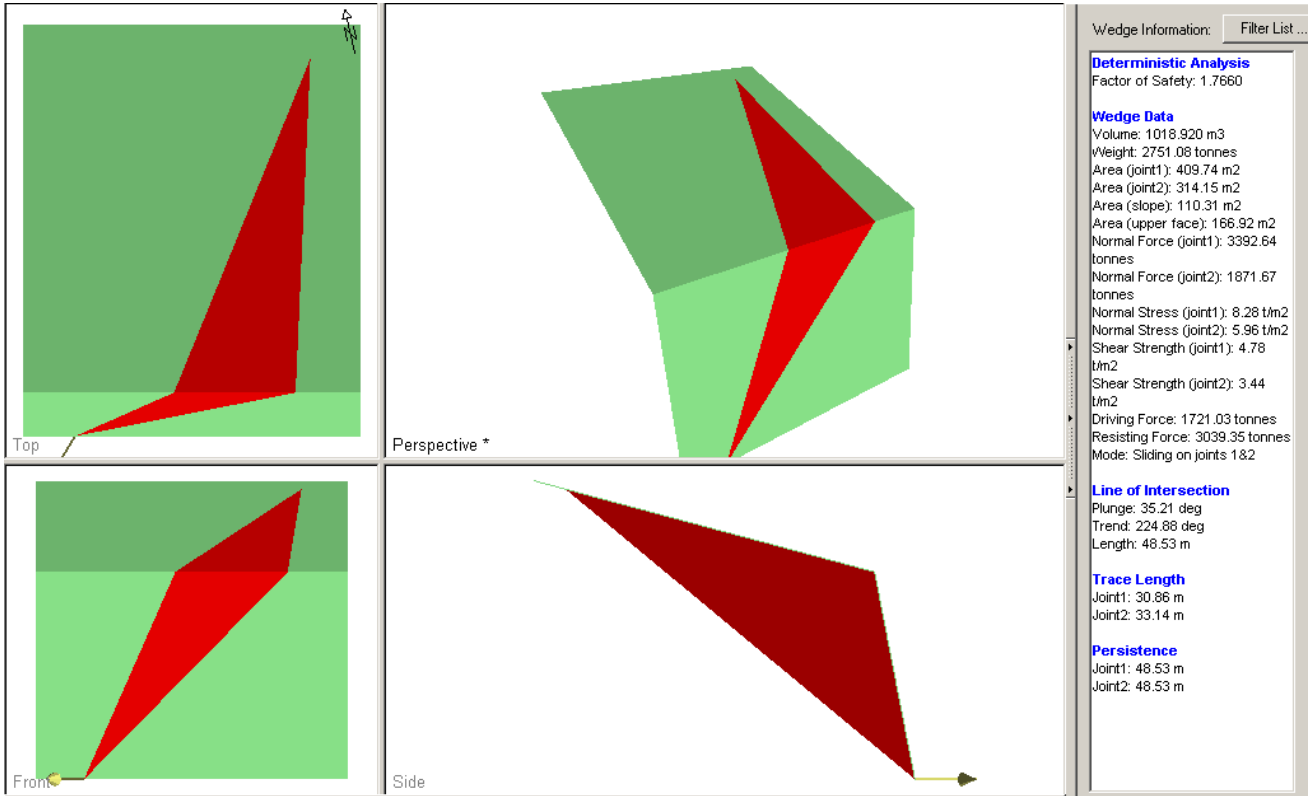 Top
Perspective *
Front
Side
Wedge Information:
Filter List ...
Deterministic Analysis
Factor of Safety: 1.7660
Wedge Data
Volume: 1018.920 m3
Weight: 2751.08 tonnes
Area (joint1): 409.74 m2
Area (joint2): 314.15 m2
Area (slope): 110.31 m2
Area (upper face): 166.92 m2
Normal Force (joint1): 3392.64
tonnes
Normal Force (joint2): 1871.67
tonnes
Normal Stress (joint1): 8.28 t/m2
Normal Stress (joint2): 5.96 t/m2
Shear Strength (joint1): 4.78
t/m2
Shear Strength (joint2): 3.44
t/m2
Driving Force: 1721.03 tonnes
Resisting Force: 3039.35 tonnes
Mode: Sliding on joints 1&2
Line of Intersection
Plunge: 35.21 deg
Trend: 224.88 deg
Length: 48.53 m
Trace Length
Joint1: 30.86 m
Joint2: 33.14 m
Persistence
Joint1: 48.53 m
Joint2: 48.53 m